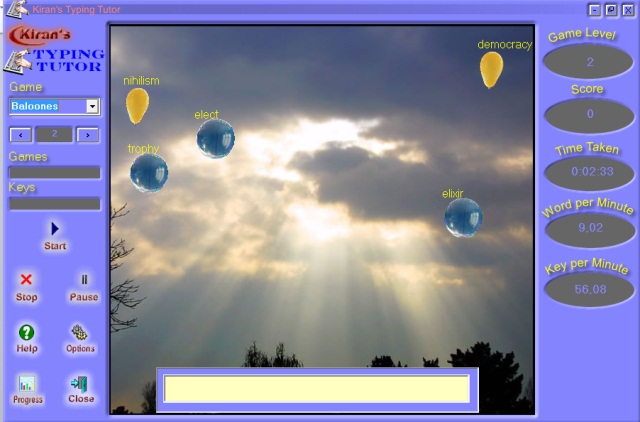 Kiran's Typing Tutor
Kiran's
TYPING
TUTOR
Game
Baloones
< 2 >
Games
Keys
Start
Stop
Pause
Help
Options
Progress
Close
democracy
nihilism
elect
trophy
elixir
Game Level
2
Score
0
Time Taken
0:02:33
Word per Minute
9.02
Key per Minute
56.08